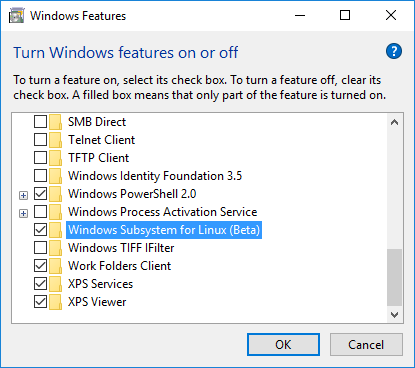 Windows Features
Turn Windows features on or off
?
To turn a feature on, select its check box. To turn a feature off, clear its
check box. A filled box means that only part of the feature is turned on.
SMB Direct
Telnet Client
TFTP Client
Windows Identity Foundation 3.5
Windows PowerShell 2.0
Windows Process Activation Service
Windows Subsystem for Linux (Beta)
Windows TIFF IFilter
Work Folders Client
XPS Services
XPS Viewer
OK
Cancel